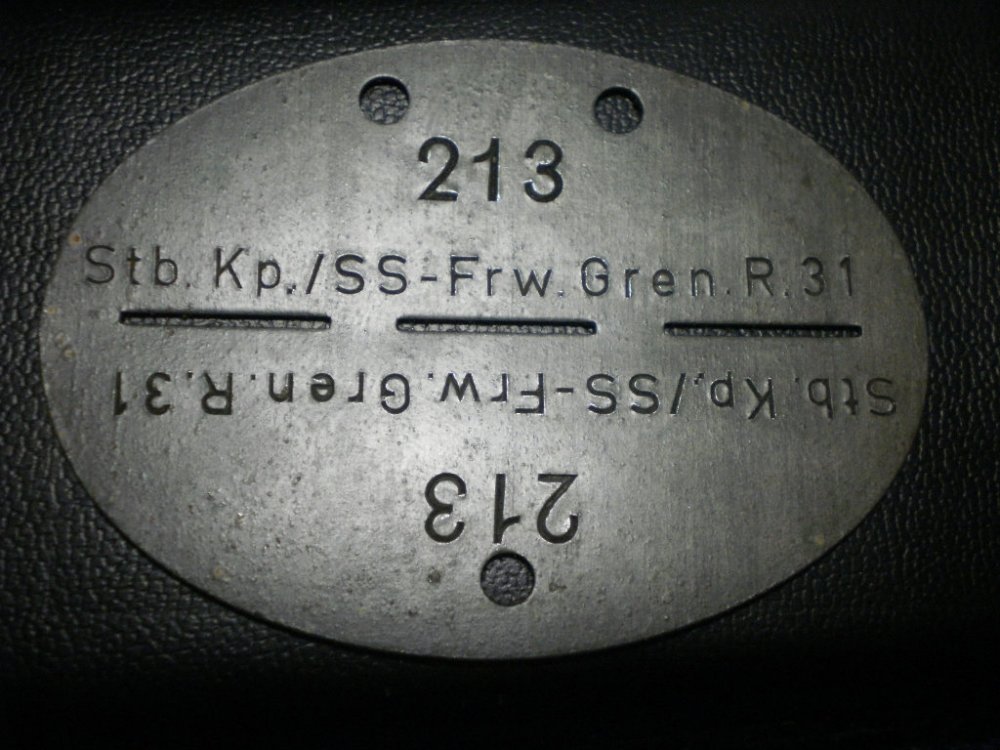 213
Stb. Kp./SS-Frw. Gren. R. 31
Stb. Kp./SS-Frw. Gren. R. 31
213